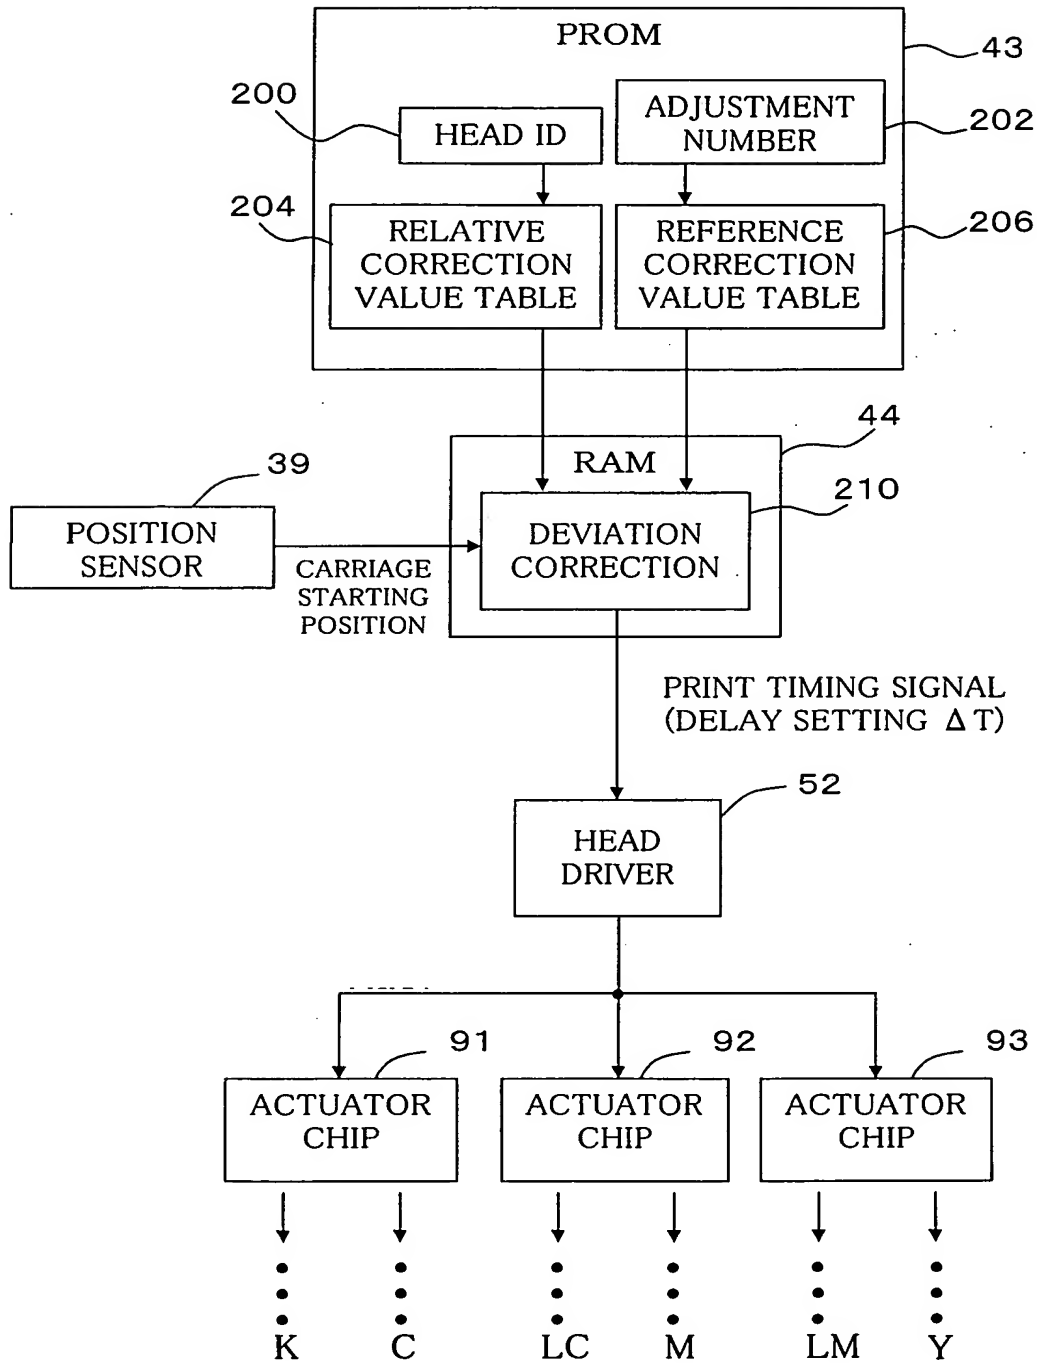 PROM
43
200
HEAD ID
ADJUSTMENT
NUMBER
202
204
RELATIVE
CORRECTION
VALUE TABLE
REFERENCE
CORRECTION
VALUE TABLE
206
44
RAM
39
POSITION
SENSOR
CARRIAGE
STARTING
POSITION
210
DEVIATION
CORRECTION
PRINT TIMING SIGNAL
(DELAY SETTING Δ T)
52
HEAD
DRIVER
91
ACTUATOR
CHIP
92
ACTUATOR
CHIP
93
ACTUATOR
CHIP
K C LC M LM Y